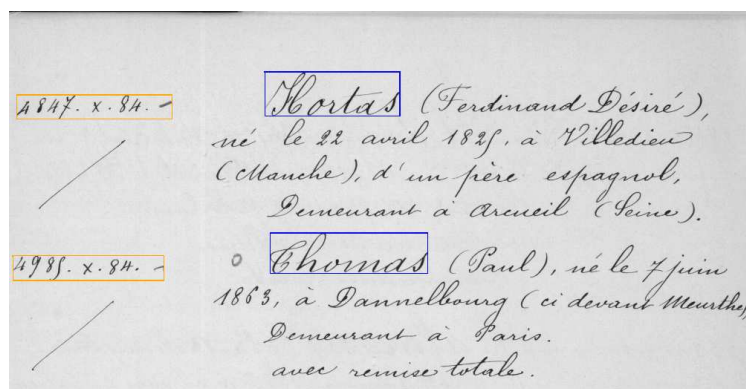 4847. x. 84. - Hortas (Ferdinand Désiré),
né le 22 avril 1825, à Villedieu
(Manche), d'un père espagnol,
Demeurant à Arcueil (Seine).
4985. x. 84. - Thomas (Paul), né le 7 juin
1863, à Dannelbourg (ci devant Meurthe),
Demeurant à Paris.
avec remise totale.